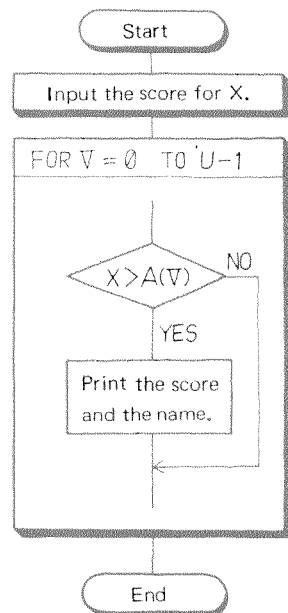 Start
Input the score for X.
FOR V = 0 TO U-1
X>A(V)
NO
YES
Print the score
and the name.
End